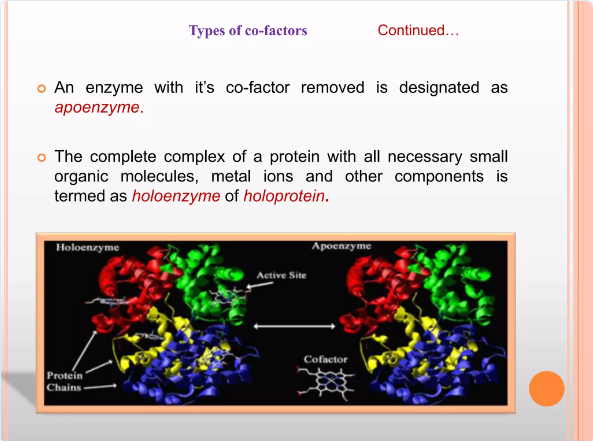 Types of co-factors Continued…
An enzyme with it's co-factor removed is designated as
apoenzyme.
The complete complex of a protein with all necessary small
organic molecules, metal ions and other components is
termed as holoenzyme of holoprotein.
Holoenzyme Apoenzyme
Active Site
Cofactor
Protein
Chains